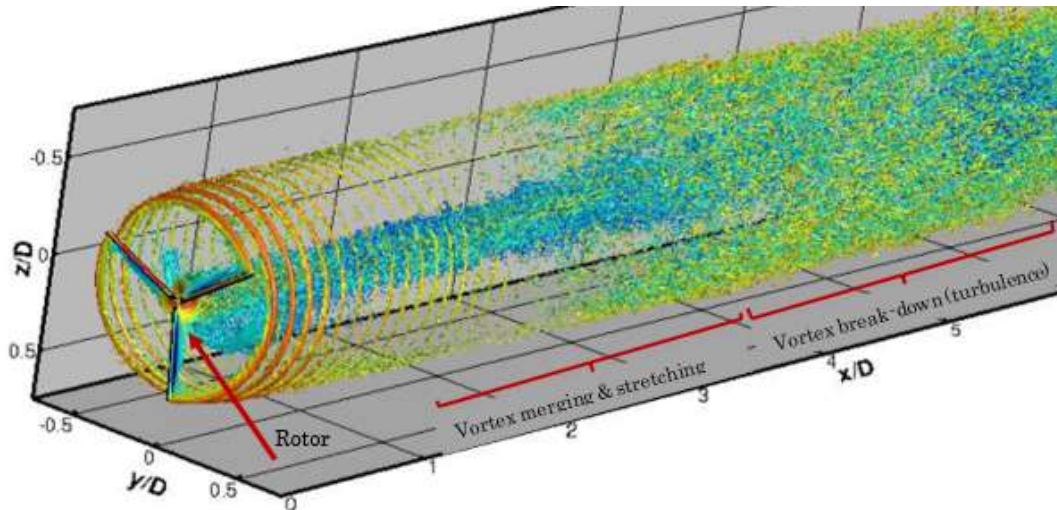 -0.5
0
z/D
0.5
-0.5
0
0.5
y/D
Rotor
0
1
2
3
4
5
x/D
Vortex merging & stretching
Vortex break-down (turbulence)